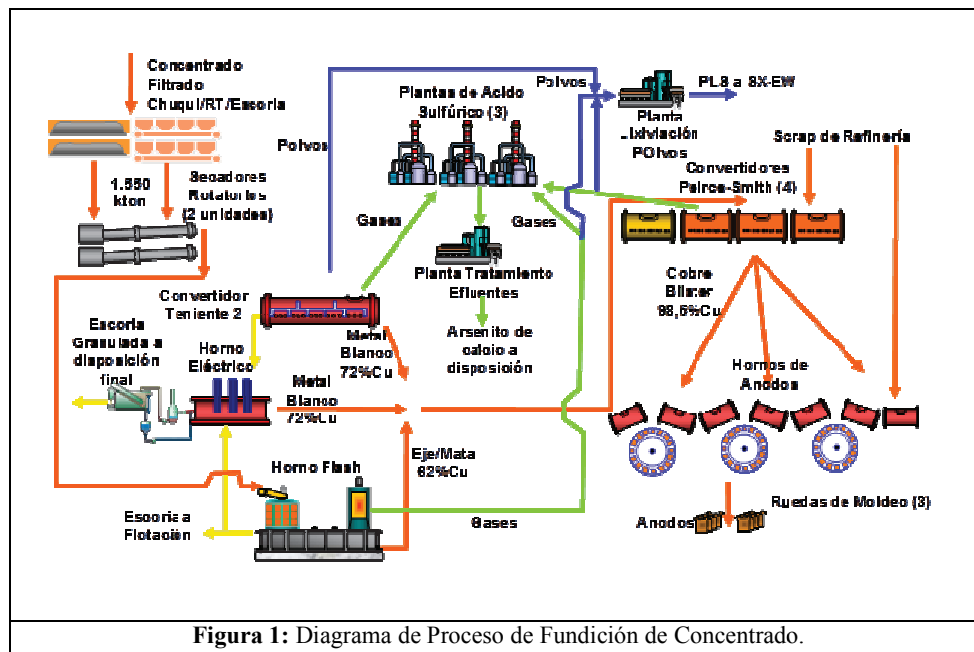 Concentrado
Filtrado
Chuqui/RT/Escoria
1.550
kton
Secadores
Rotatorios
(2 unidades)
Polvos
Plantas de Acido
Sulfúrico (3)
Polvos
PLS a SX-EW
Planta
Lixiviación
POlvos
Scrap de Refinería
Convertidores
Peirce-Smith (4)
Gases
Gases
Planta Tratamiento
Efluentes
Convertidor
Teniente 2
Metal
Blanco
72%Cu
Arsenito de
calcio a
disposición
Cobre
Blister
98,6%Cu
Escoria
Granulada a
disposición
final
Horno
Eléctrico
Metal
Blanco
72%Cu
Hornos de
Anodos
Horno Flash
Eje/Mata
62%Cu
Escoria a
Flotación
Gases
Anodos
Ruedas de Moldeo (3)
Figura 1: Diagrama de Proceso de Fundición de Concentrado.